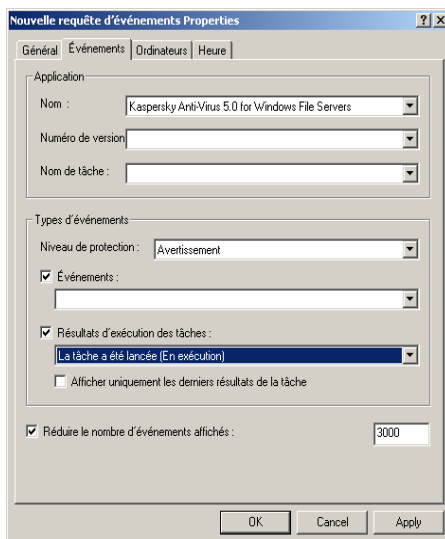 Nouvelle requête d'événements Properties
Général Événements Ordinateurs Heure
Application
Nom : Kaspersky Anti-Virus 5.0 for Windows File Servers
Numéro de version
Nom de tâche :
Types d'événements
Niveau de protection : Avertissement
Événements :
Résultats d'exécution des tâches :
La tâche a été lancée (En exécution)
Afficher uniquement les derniers résultats de la tâche
Réduire le nombre d'événements affichés : 3000
OK Cancel Apply